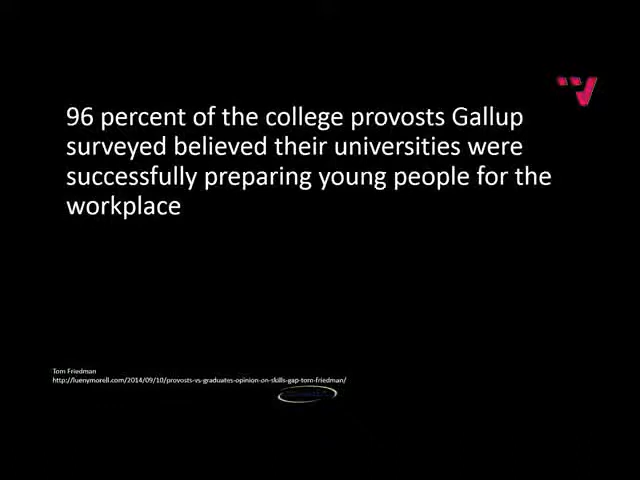 96 percent of the college provosts Gallup
surveyed believed their universities were
successfully preparing young people for the
workplace
Tom Friedman
http://luenymorell.com/2014/09/10/provosts-vs-graduates-opinion-on-skills-gap-tom-friedman/